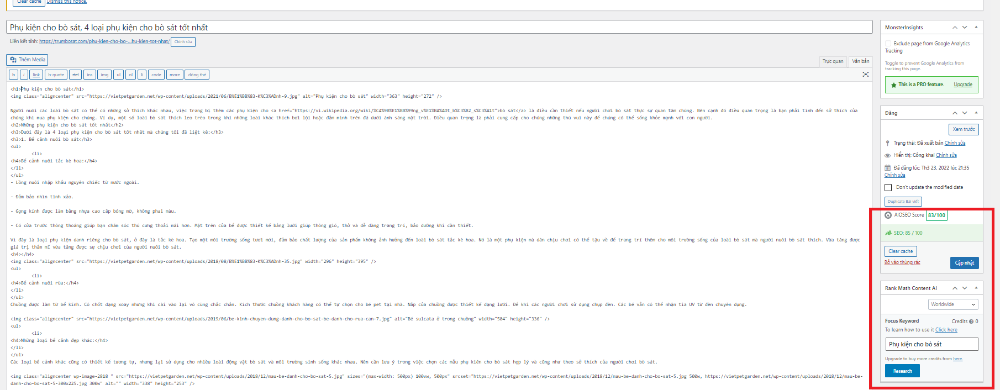 Clear cache Dismiss this notice.
Phụ kiện cho bò sát, 4 loại phụ kiện cho bò sát tốt nhất
Liên kết tĩnh: https://trumbosat.com/phu-kien-cho-bo-...hu-kien-tot-nhat/ Chỉnh sửa
Thêm Media
Trực quan Văn bản
b i link b-quote del ins img ul ol li code more đóng thẻ
<h1>Phụ kiện cho bò sát</h1>
<img class="aligncenter" src="https://vietpetgarden.net/wp-content/uploads/2021/06/B%E1%BB%83-K%C3%ADnh-9.jpg" alt="Phụ kiện cho bò sát" width="363" height="272" />
Người nuôi các loài bò sát có thể có những sở thích khác nhau, việc trang bị thêm các phụ kiện cho <a href="https://vi.wikipedia.org/wiki/%C4%90%E1%BB%99ng_v%E1%BA%ADt_b%C3%B2_s%C3%A1t">bò sát</a> là điều cần thiết nếu người chơi bò sát thực sự quan tâm chúng. Bên cạnh đó điều quan trọng là bạn phải tính đến sở thích của
chúng khi mua phụ kiện cho chúng. Ví dụ, một số loài bò sát thích leo trèo trong khi những loài khác thích bơi lội hoặc đắm mình trên đá dưới ánh sáng mặt trời. Điều quan trọng là phải cung cấp cho chúng những thú vui này để chúng có thể sống khỏe mạnh với con người.
<h2>Những phụ kiện cho bò sát tốt nhất</h2>
<h3>Dưới đây là 4 loại phụ kiện cho bò sát tốt nhất mà chúng tôi đã liệt kê:</h3>
<h3>1. Bể cảnh nuôi bò sát</h3>
<ul>
<li>
<h4>Bể cảnh nuôi tắc kè hoa:</h4>
</li>
</ul>
- Lồng nuôi nhập khẩu nguyên chiếc từ nước ngoài.
- Đảm bảo nhìn tinh xảo.
- Gọng kính được làm bằng nhựa cao cấp bóng mờ, không phai màu.
- Có cửa trước thông thoáng giúp bạn chăm sóc thú cưng thoải mái hơn. Mặt trên của bể được thiết kế bằng lưới giúp thông gió, thở và dễ dàng trang trí, bảo dưỡng khi cần thiết.
Vì đây là loại phụ kiện danh riêng cho bò sát, ở đây là tắc kè hoa. Tạo một môi trường sống tươi mới, đảm bảo chất lượng của sản phẩm không ảnh hưởng đến loài bò sát tắc kè hoa. Nó là một phụ kiện mà dân chịu chơi có thể tậu về để trang trí thêm cho môi trường sống của loài bò sát mà người nuôi bò sát thích. Vừa tăng được
giá trị thẩm mĩ vừa tăng được sự chịu chơi của người nuôi bò sát.
<h4></h4>
<img class="aligncenter" src="https://vietpetgarden.net/wp-content/uploads/2018/08/B%E1%BB%83-K%C3%ADnh-35.jpg" width="296" height="395" />
<ul>
<li>
<h4>Bể cảnh nuôi rùa:</h4>
</li>
</ul>
Chuồng được làm từ bể kính. Có chốt dạng xoay nhưng khi cài vào lại vô cùng chắc chắn. Kích thước chuồng khách hàng có thể tự chọn cho bé pet tại nhà. Nắp của chuồng được thiết kế dạng lưới. Để khi các người chơi sử dụng chụp đèn. Các bé vẫn có thể nhận tia UV từ đèn chuyên dụng.
<img class="aligncenter" src="https://vietpetgarden.net/wp-content/uploads/2019/06/be-kinh-chuyen-dung-danh-cho-bo-sat-be-danh-cho-rua-can-7.jpg" alt="Bé sulcata ở trong chuồng" width="504" height="336" />
<ul>
<li>
<h4>Những loại bể cảnh đẹp khác:</h4>
</li>
</ul>
Các loại bể cảnh khác cũng có thiết kế tương tự, nhưng lại sử dụng cho nhiều loài động vật bò sát và môi trường sinh sống khác nhau. Nên cần lưu ý trong việc chọn các mẫu phụ kiên cho bò sát hợp lý và cũng như theo sở thích của người chơi bò sát.
<img class="aligncenter wp-image-2818 " src="https://vietpetgarden.net/wp-content/uploads/2018/12/mau-be-danh-cho-bo-sat-5.jpg" sizes="(max-width: 500px) 100vw, 500px" srcset="https://vietpetgarden.net/wp-content/uploads/2018/12/mau-be-danh-cho-bo-sat-5.jpg 500w, https://vietpetgarden.net/wp-content/uploads/2018/12/mau-be-
danh-cho-bo-sat-5-300x225.jpg 300w" alt="" width="338" height="253" />
MonsterInsights
Exclude page from Google Analytics
Tracking
Toggle to prevent Google Analytics from
tracking this page.
This is a PRO feature. Upgrade
Đăng
Xem trước
Trạng thái: Đã xuất bản Chỉnh sửa
Hiển thị: Công khai Chỉnh sửa
Đã đăng lúc: Th3 23, 2022 lúc 21:35
Chỉnh sửa
Don't update the modified date
Duplicate Bài viết
AIOSEO Score 83/100
SEO: 85 / 100
Clear cache
Bỏ vào thùng rác Cập nhật
Rank Math Content AI
Worldwide
Focus Keyword Credits 0
To learn how to use it Click here
Phụ kiện cho bò sát
Upgrade to buy more credits from here.
Research